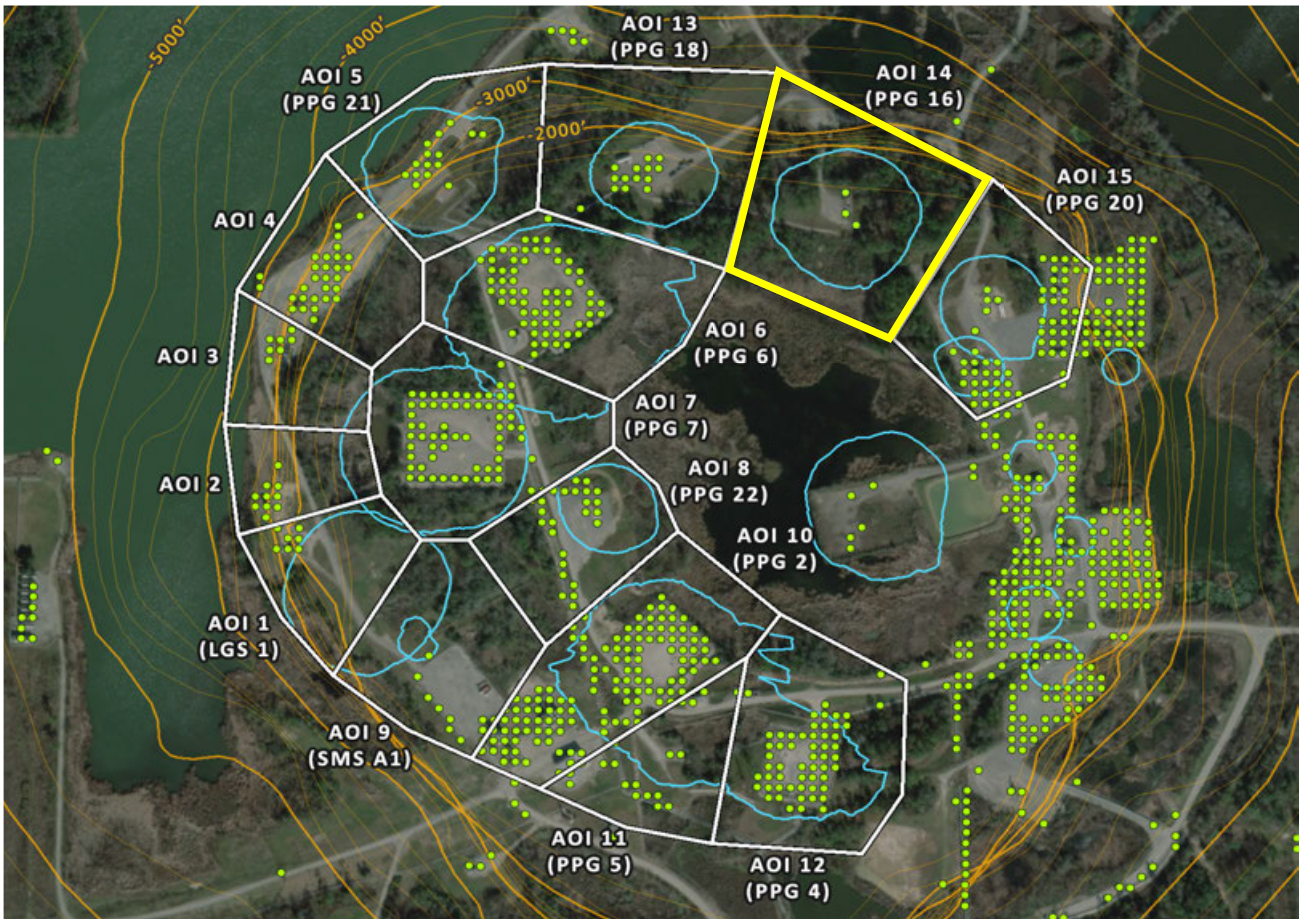 -5000'
-4000'
-3000'
-2000'
AOI 13
(PPG 18)
AOI 14
(PPG 16)
AOI 5
(PPG 21)
AOI 15
(PPG 20)
AOI 4
AOI 6
(PPG 6)
AOI 3
AOI 7
(PPG 7)
AOI 8
(PPG 22)
AOI 2
AOI 10
(PPG 2)
AOI 1
(LGS 1)
AOI 9
(SMS A1)
AOI 11
(PPG 5)
AOI 12
(PPG 4)